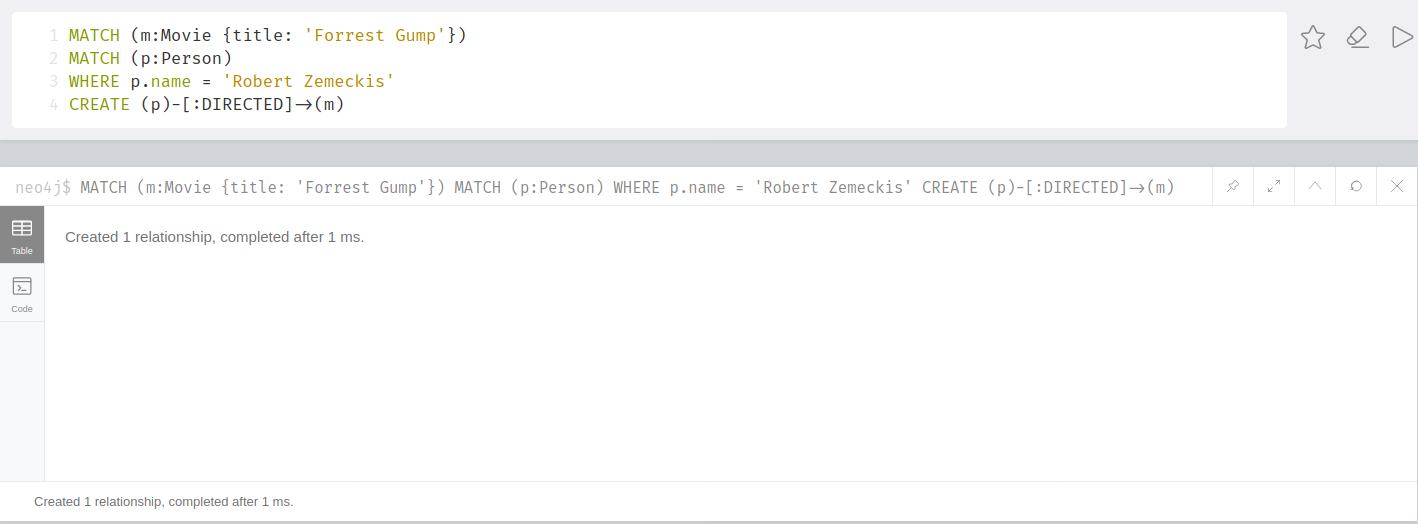 1 MATCH (m:Movie {title: 'Forrest Gump'})
2 MATCH (p:Person)
3 WHERE p.name = 'Robert Zemeckis'
4 CREATE (p)-[:DIRECTED]->(m)
neo4j$ MATCH (m:Movie {title: 'Forrest Gump'}) MATCH (p:Person) WHERE p.name = 'Robert Zemeckis' CREATE (p)-[:DIRECTED]->(m)
Table
Created 1 relationship, completed after 1 ms.
Code
Created 1 relationship, completed after 1 ms.